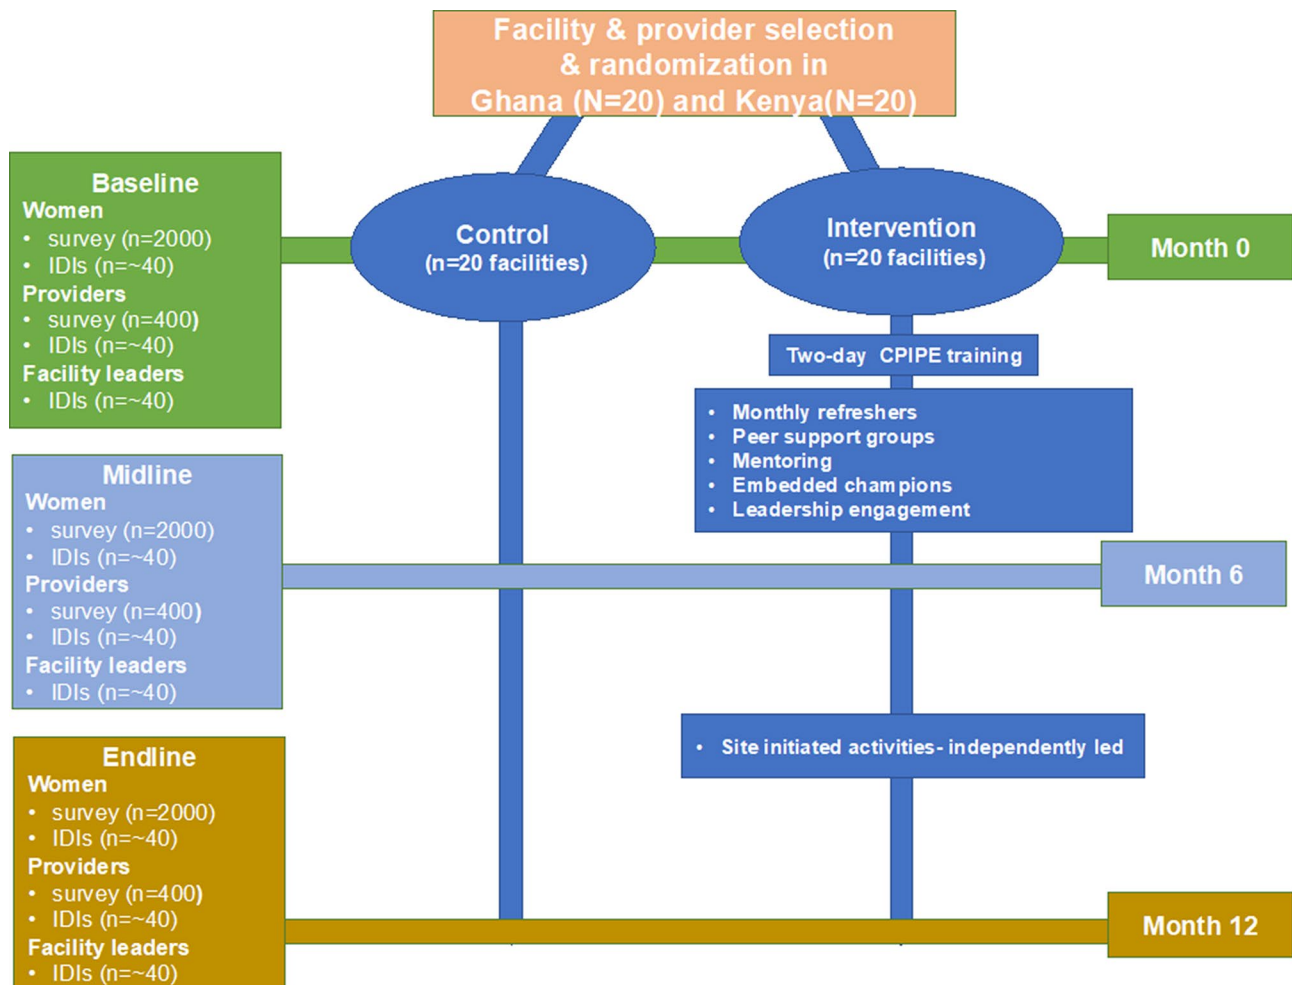 Facility & provider selection
& randomization in
Ghana (N=20) and Kenya(N=20)
Baseline
Women
• survey (n=2000)
• IDIs (n=~40)
Providers
• survey (n=400)
• IDIs (n=~40)
Facility leaders
• IDIs (n=~40)
Control
(n=20 facilities)
Intervention
(n=20 facilities)
Month 0
Two-day CPIPE training
• Monthly refreshers
• Peer support groups
• Mentoring
• Embedded champions
• Leadership engagement
Midline
Women
• survey (n=2000)
• IDIs (n=~40)
Providers
• survey (n=400)
• IDIs (n=~40)
Facility leaders
• IDIs (n=~40)
Month 6
• Site initiated activities- independently led
Endline
Women
• survey (n=2000)
• IDIs (n=~40)
Providers
• survey (n=400)
• IDIs (n=~40)
Facility leaders
• IDIs (n=~40)
Month 12